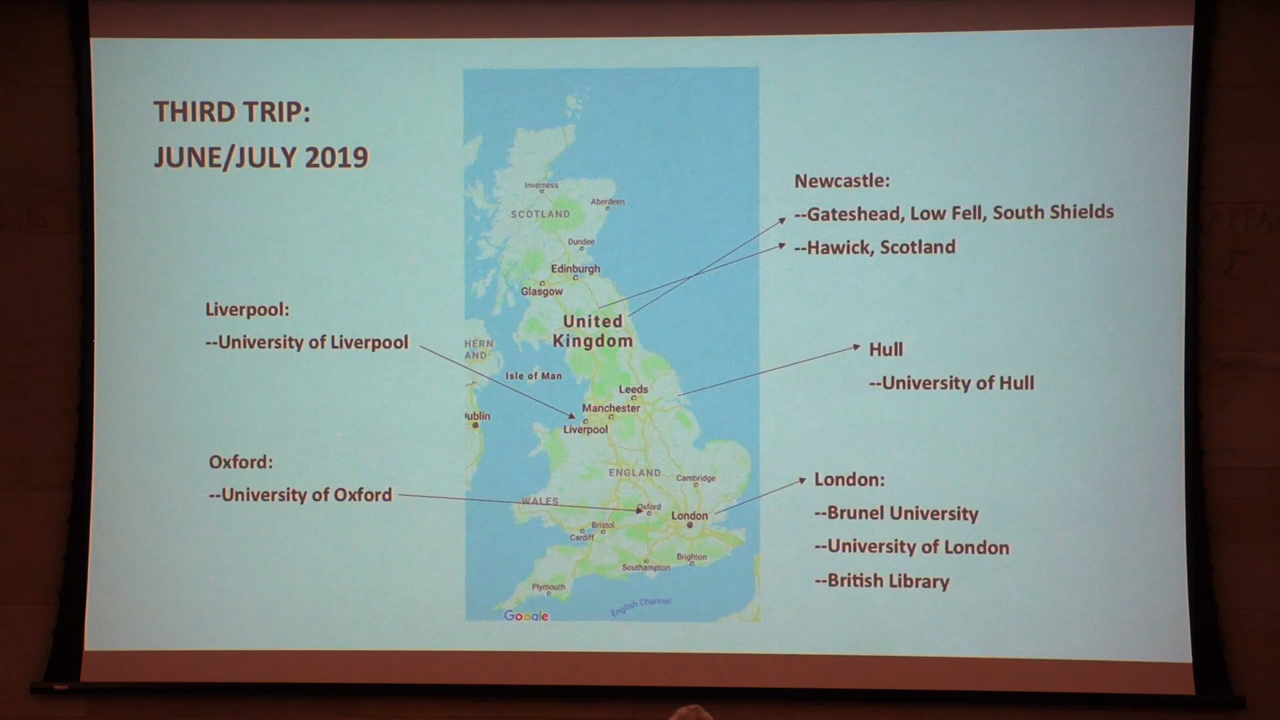 THIRD TRIP:
JUNE/JULY 2019
Newcastle:
--Gateshead, Low Fell, South Shields
--Hawick, Scotland
Liverpool:
--University of Liverpool
Hull
--University of Hull
Oxford:
--University of Oxford
London:
--Brunel University
--University of London
--British Library
Inverness
Aberdeen
SCOTLAND
Dundee
Edinburgh
Glasgow
United
Kingdom
HERN
AND
Isle of Man
Leeds
Manchester
ublin
Liverpool
ENGLAND
Cambridge
WALES
Oxford
London
Bristol
Cardiff
Brighton
Southampton
Plymouth
English Channel
Google